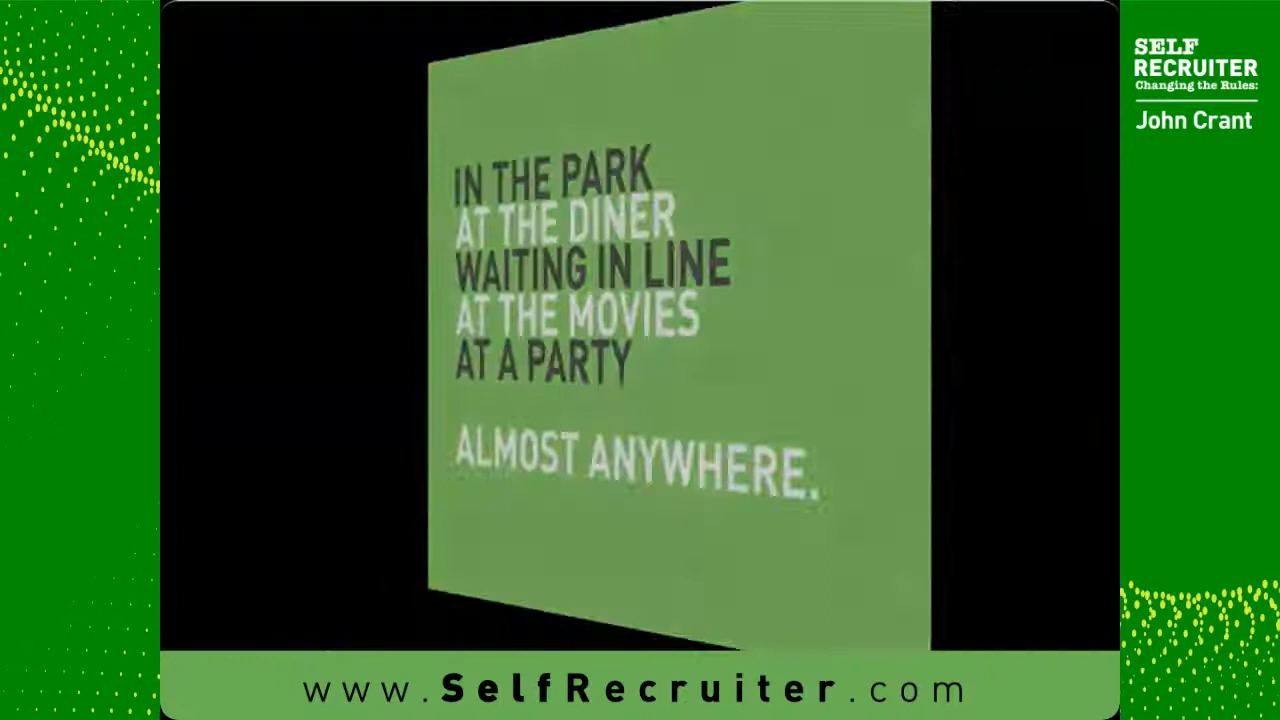 IN THE PARK
AT THE DINER
WAITING IN LINE
AT THE MOVIES
AT A PARTY
ALMOST ANYWHERE.
SELF
RECRUITER
Changing the Rules:
John Crant
www.SelfRecruiter.com